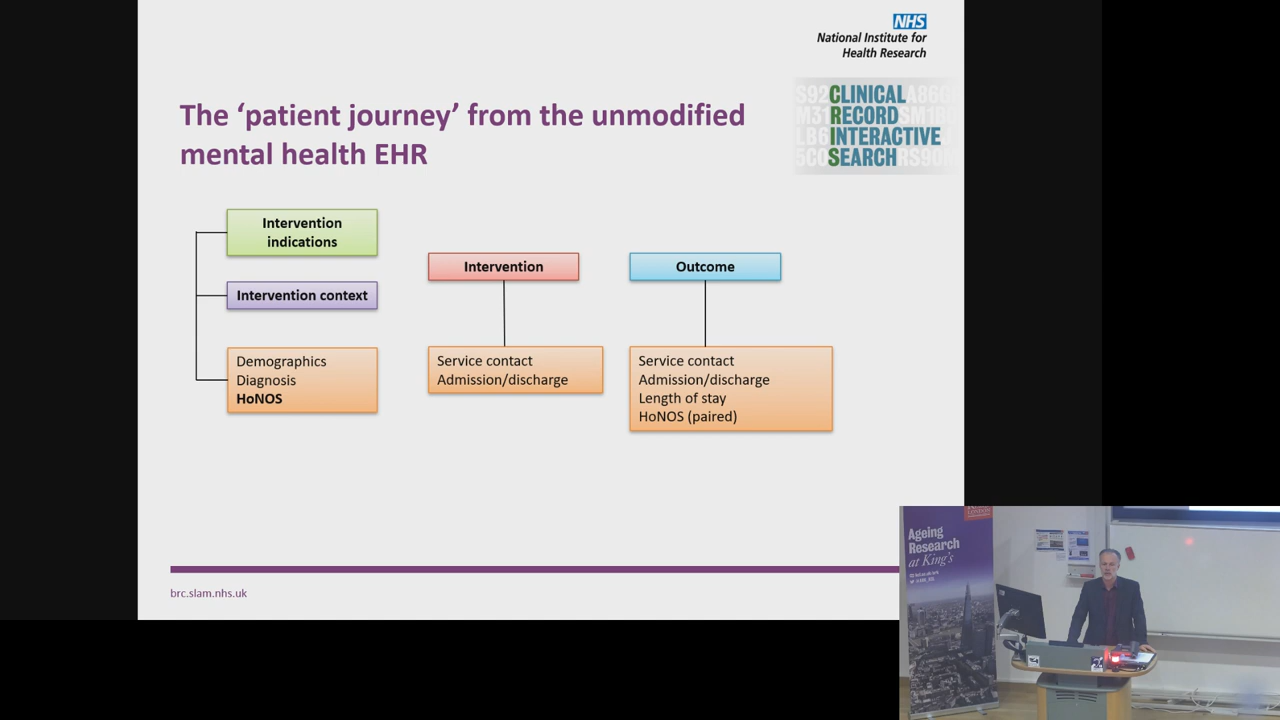 NHS
National Institute for
Health Research
CLINICAL
RECORD
INTERACTIVE
SEARCH
The ‘patient journey’ from the unmodified
mental health EHR
Intervention
indications
Intervention context
Demographics
Diagnosis
HoNOS
Intervention
Service contact
Admission/discharge
Outcome
Service contact
Admission/discharge
Length of stay
HoNOS (paired)
brc.slam.nhs.uk
Ageing
Research
at King's